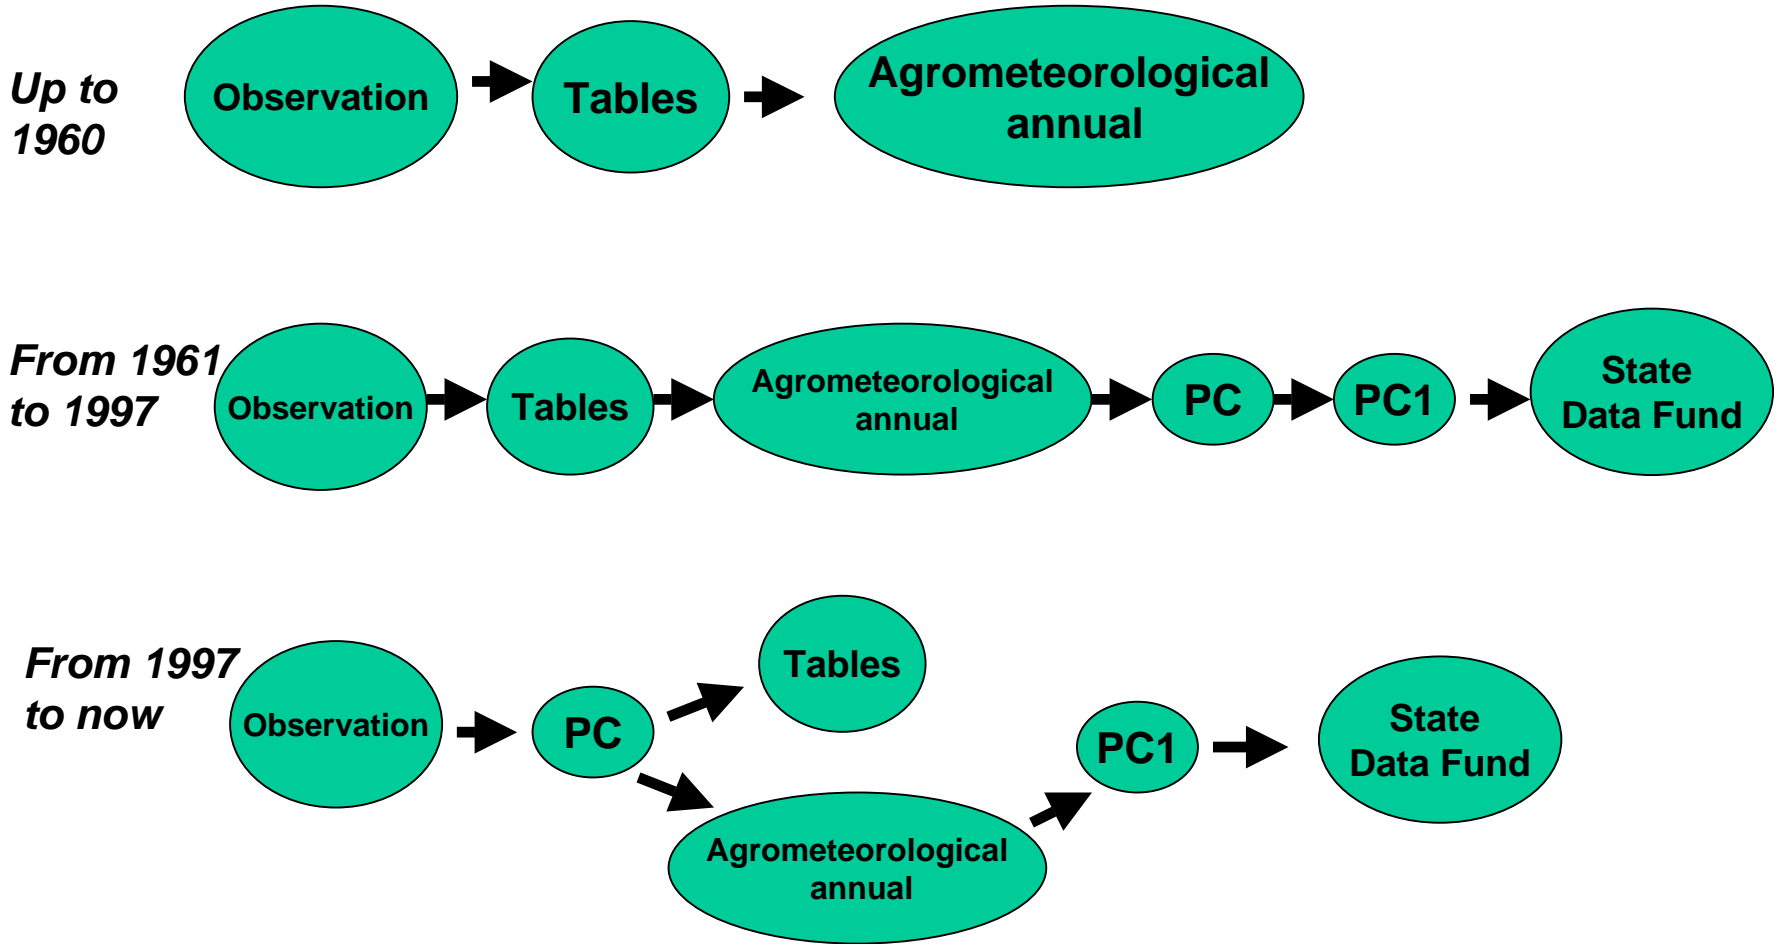 Up to
1960
Observation
Tables
Agrometeorological
annual
From 1961
to 1997
Observation
Tables
Agrometeorological
annual
PC
PC1
State
Data Fund
From 1997
to now
Observation
PC
Tables
Agrometeorological
annual
PC1
State
Data Fund